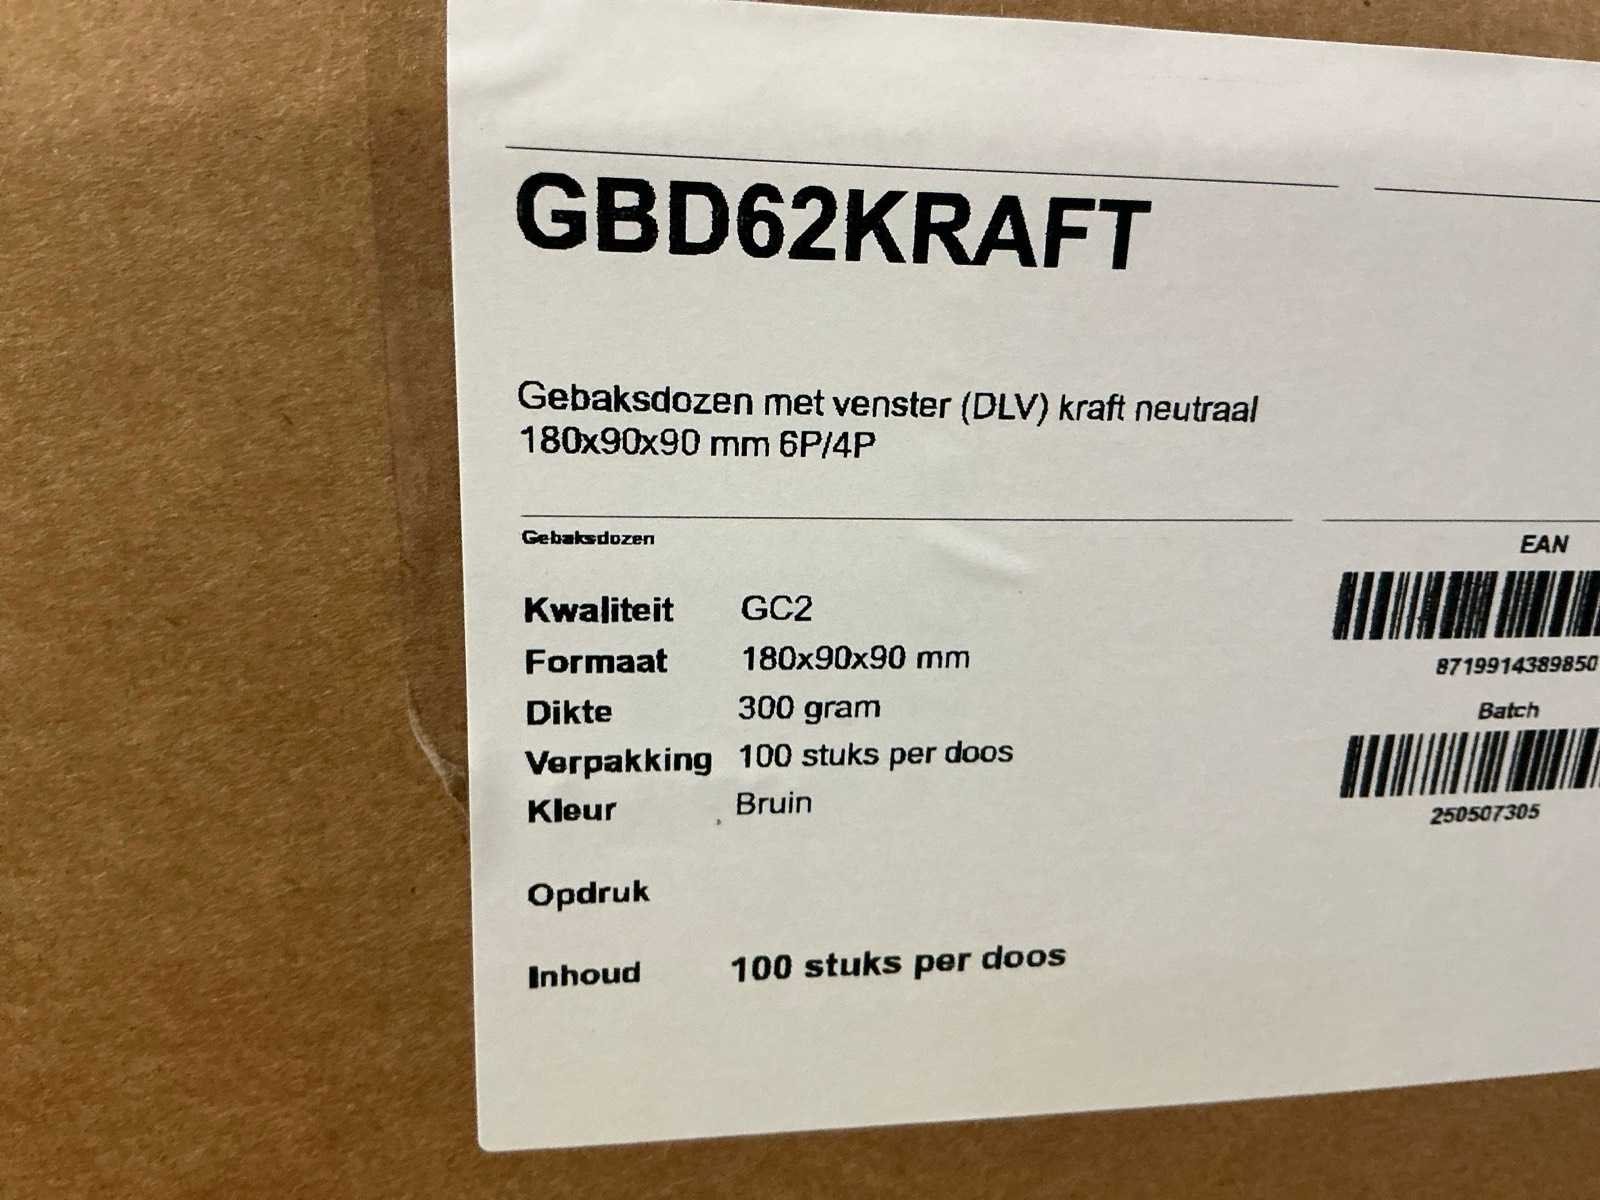 GBD62KRAFT
Gebaksdozen met venster (DLV) kraft neutraal
180x90x90 mm 6P/4P
Gebaksdozen
EAN
Kwaliteit GC2
Formaat 180x90x90 mm
8719914389850
Dikte 300 gram
Batch
Verpakking 100 stuks per doos
Kleur Bruin
250507305
Opdruk
Inhoud 100 stuks per doos